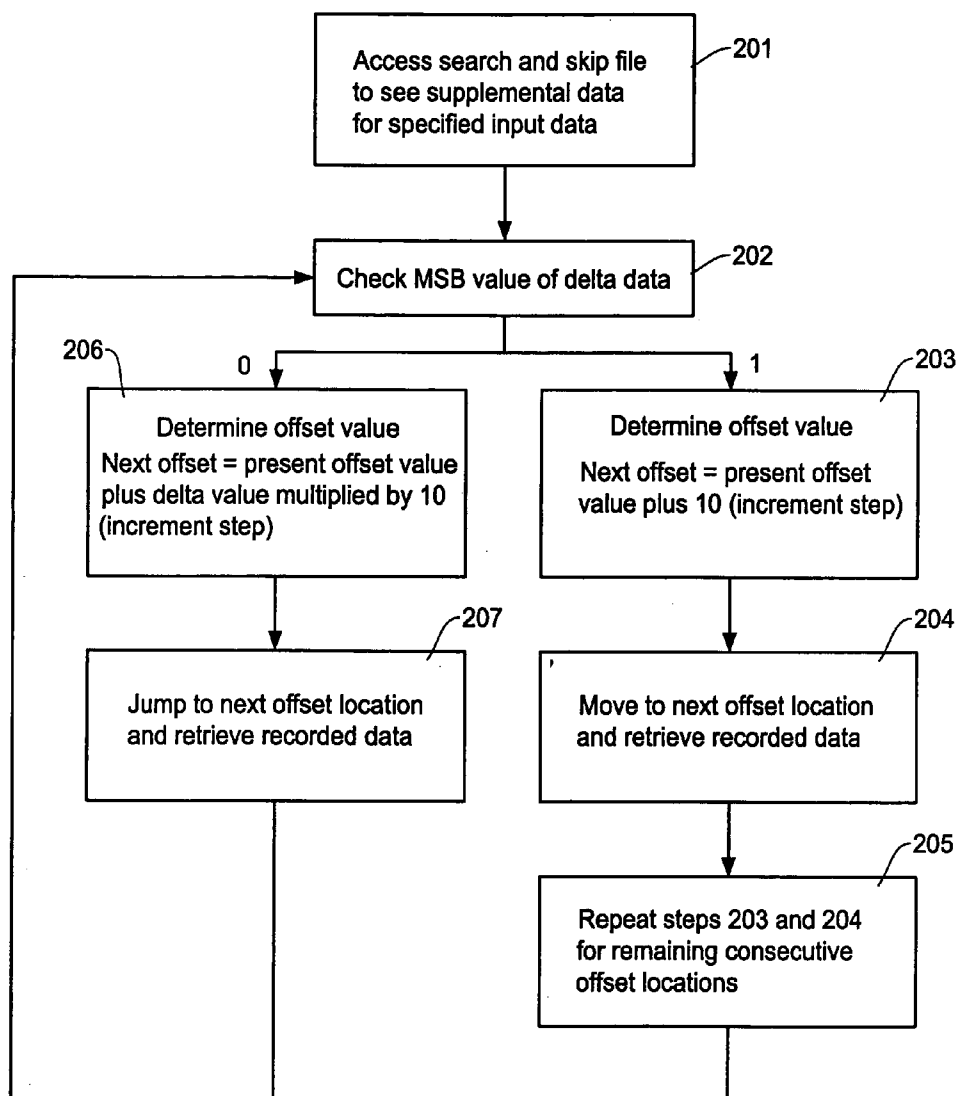 201
Access search and skip file
to see supplemental data
for specified input data
202
Check MSB value of delta data
206
0
1
203
Determine offset value
Next offset = present offset value
plus delta value multiplied by 10
(increment step)
Determine offset value
Next offset = present offset
value plus 10 (increment step)
207
Jump to next offset location
and retrieve recorded data
204
Move to next offset location
and retrieve recorded data
205
Repeat steps 203 and 204
for remaining consecutive
offset locations